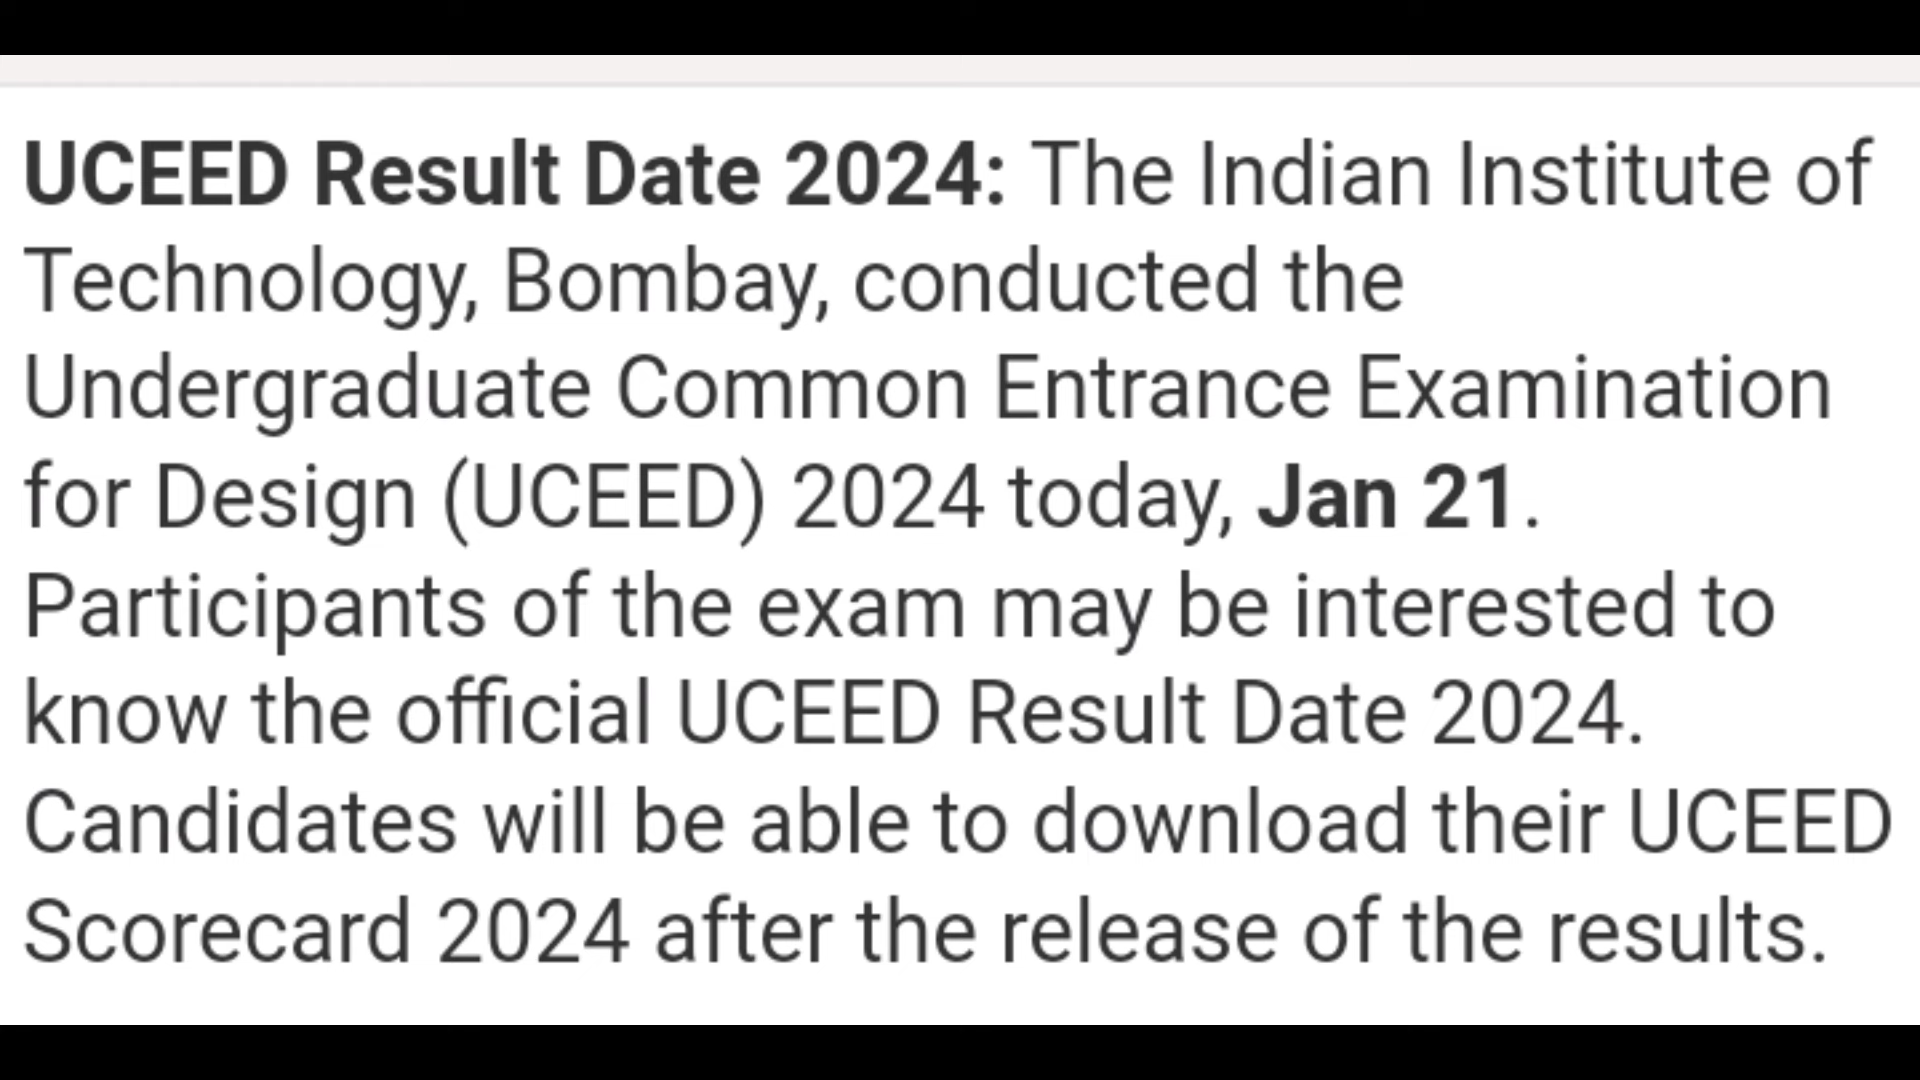 UCEED Result Date 2024: The Indian Institute of
Technology, Bombay, conducted the
Undergraduate Common Entrance Examination
for Design (UCEED) 2024 today, Jan 21.
Participants of the exam may be interested to
know the official UCEED Result Date 2024.
Candidates will be able to download their UCEED
Scorecard 2024 after the release of the results.